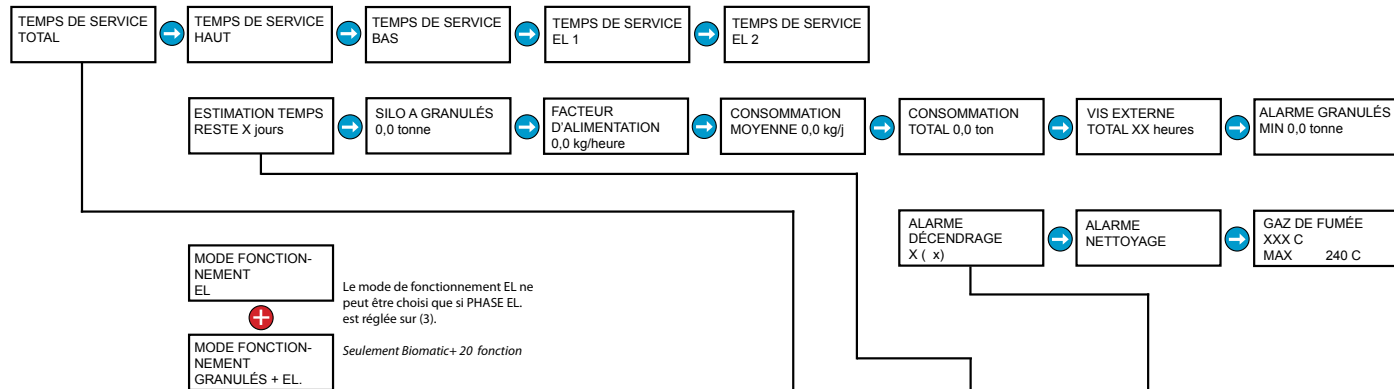 TEMPS DE SERVICE
TOTAL
TEMPS DE SERVICE
HAUT
TEMPS DE SERVICE
BAS
TEMPS DE SERVICE
EL 1
TEMPS DE SERVICE
EL 2
ESTIMATION TEMPS
RESTE X jours
SILO A GRANULÉS
0,0 tonne
FACTEUR
D'ALIMENTATION
0,0 kg/heure
CONSOMMATION
MOYENNE 0,0 kg/j
CONSOMMATION
TOTAL 0,0 ton
VIS EXTERNE
TOTAL XX heures
ALARME GRANULÉS
MIN 0,0 tonne
ALARME
DÉCENDRAGE
X ( x)
ALARME
NETTOYAGE
GAZ DE FUMÉE
XXX C
MAX 240 C
MODE FONCTION-
NEMENT
EL
Le mode de fonctionnement EL ne
peut être choisi que si PHASE EL.
est réglée sur (3).
Seulement Biomatic+ 20 fonction
MODE FONCTION-
NEMENT
GRANULÉS + EL.